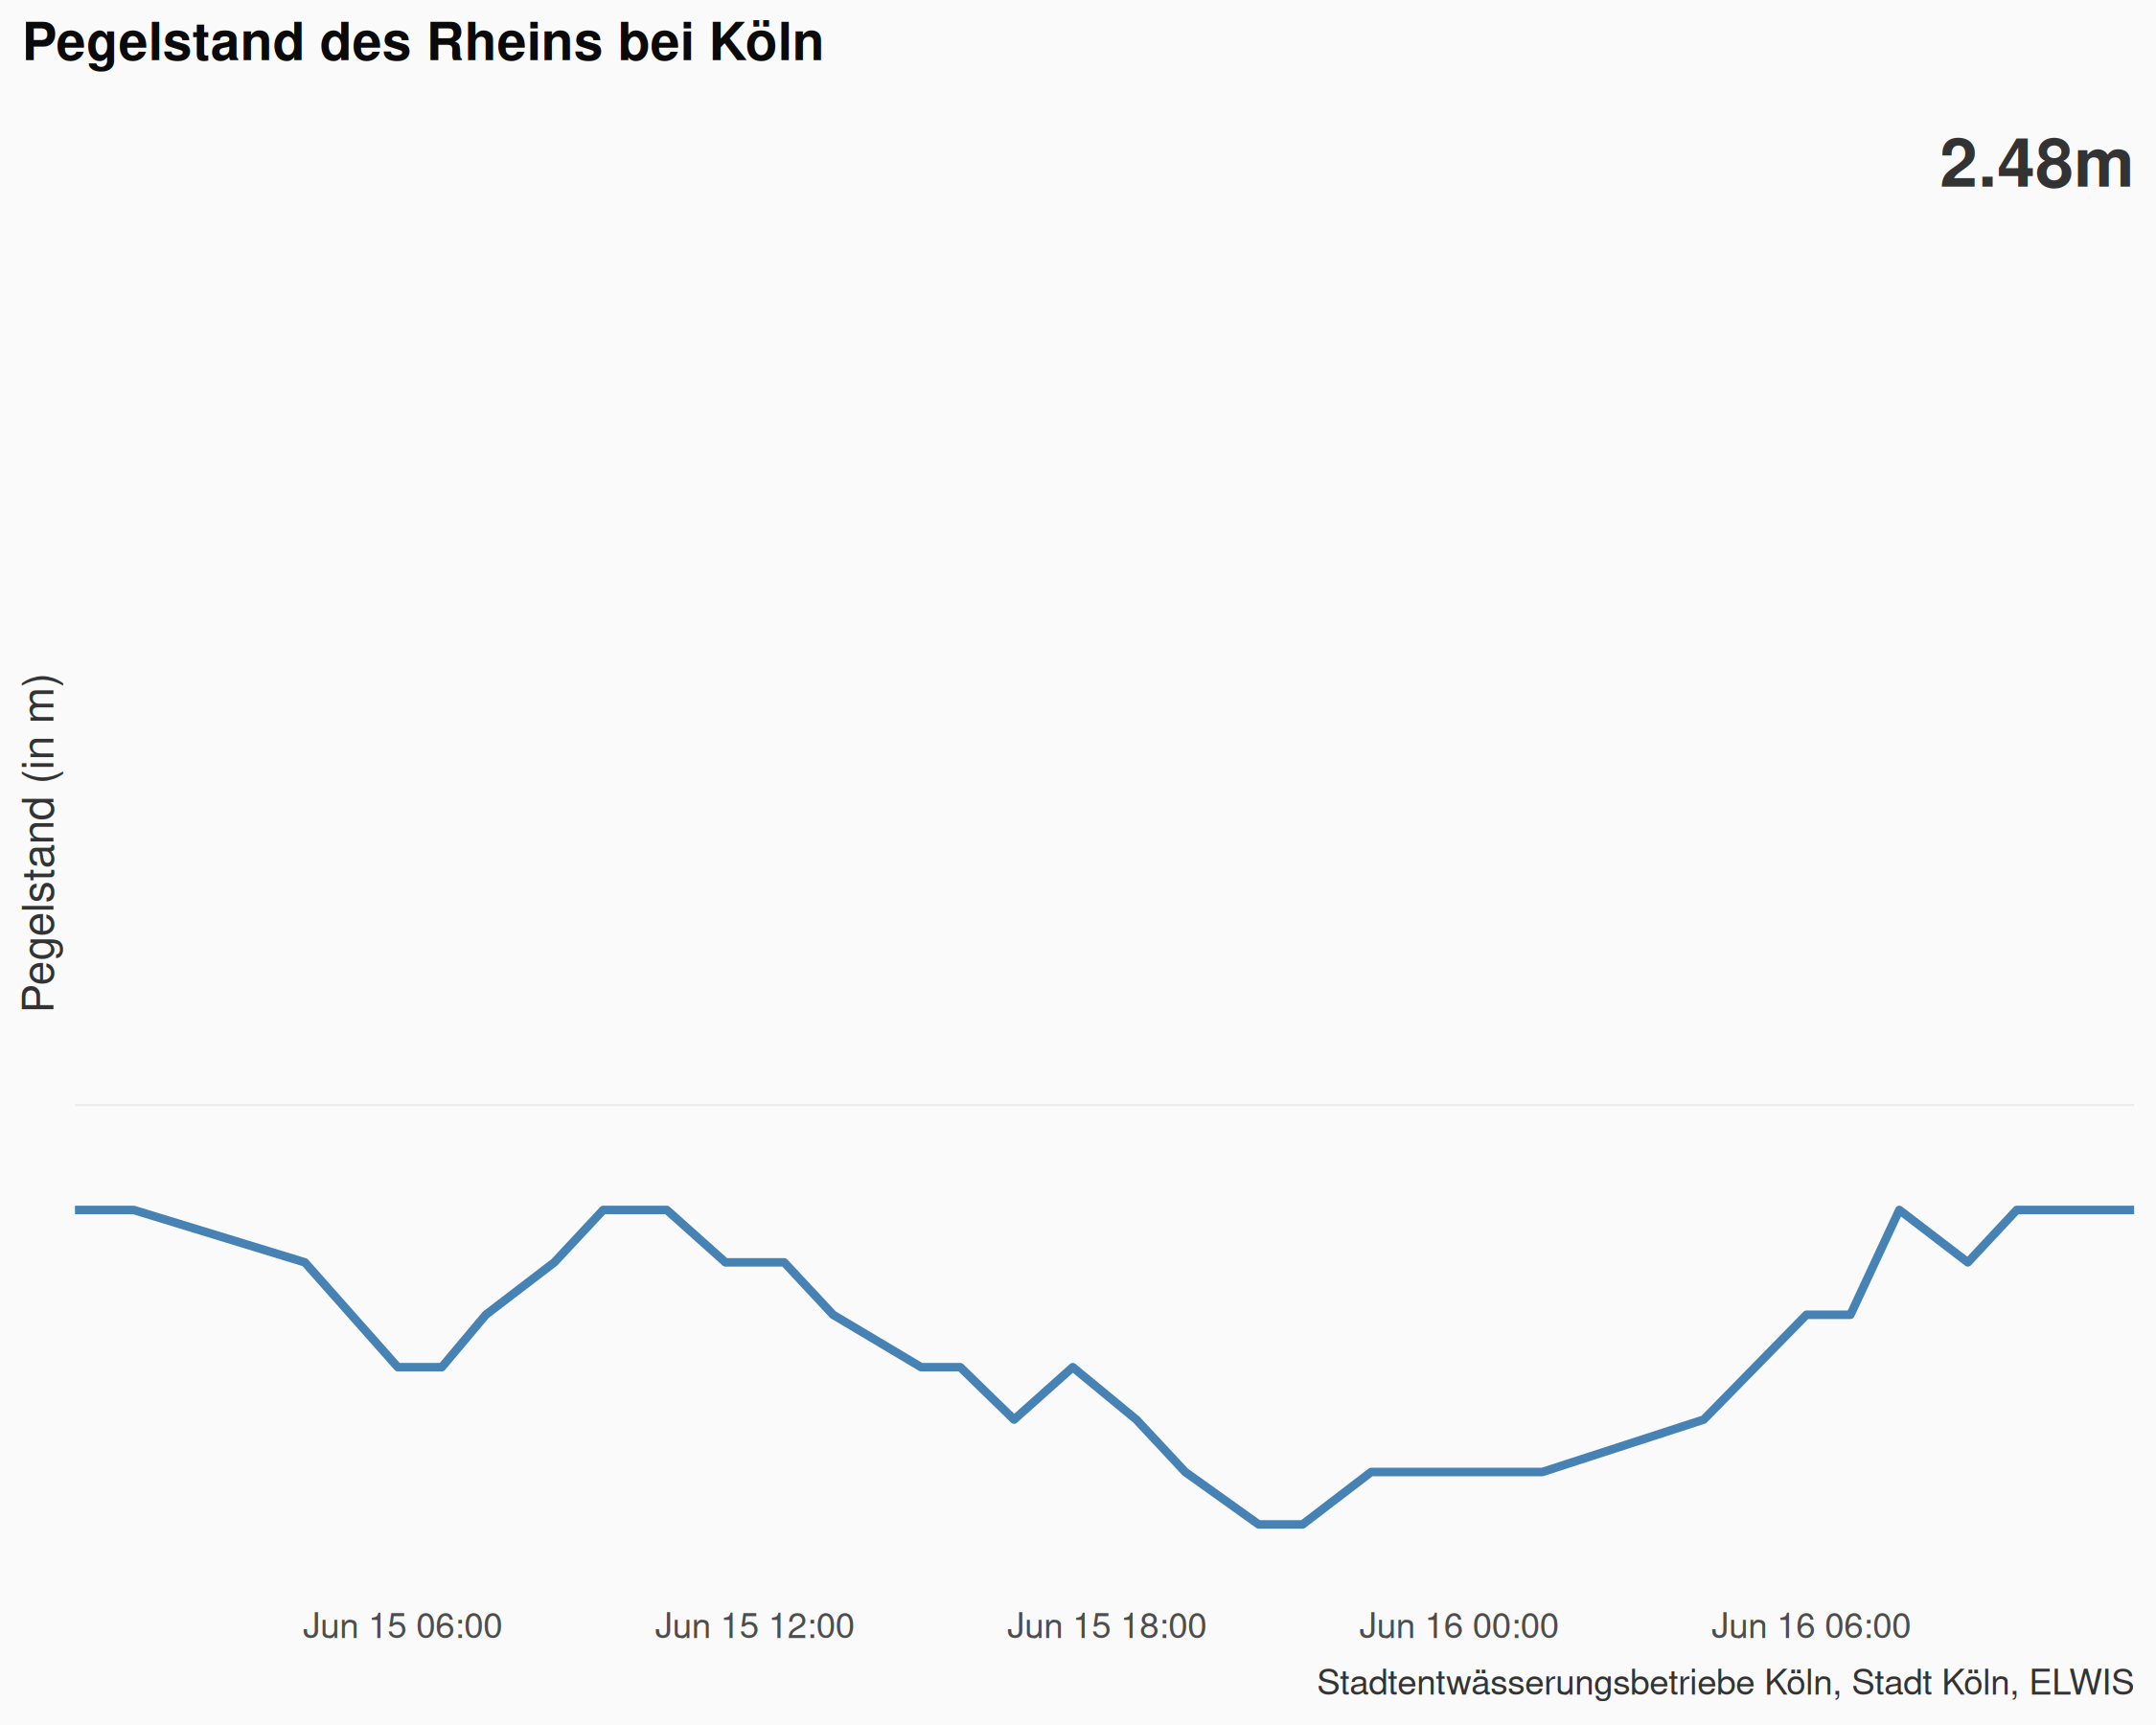 Pegelstand des Rheins bei Köln
2.48m
Pegelstand (in m)
Jun 15 06:00
Jun 15 12:00
Jun 15 18:00
Jun 16 00:00
Jun 16 06:00
Stadtentwässerungsbetriebe Köln, Stadt Köln, ELWIS